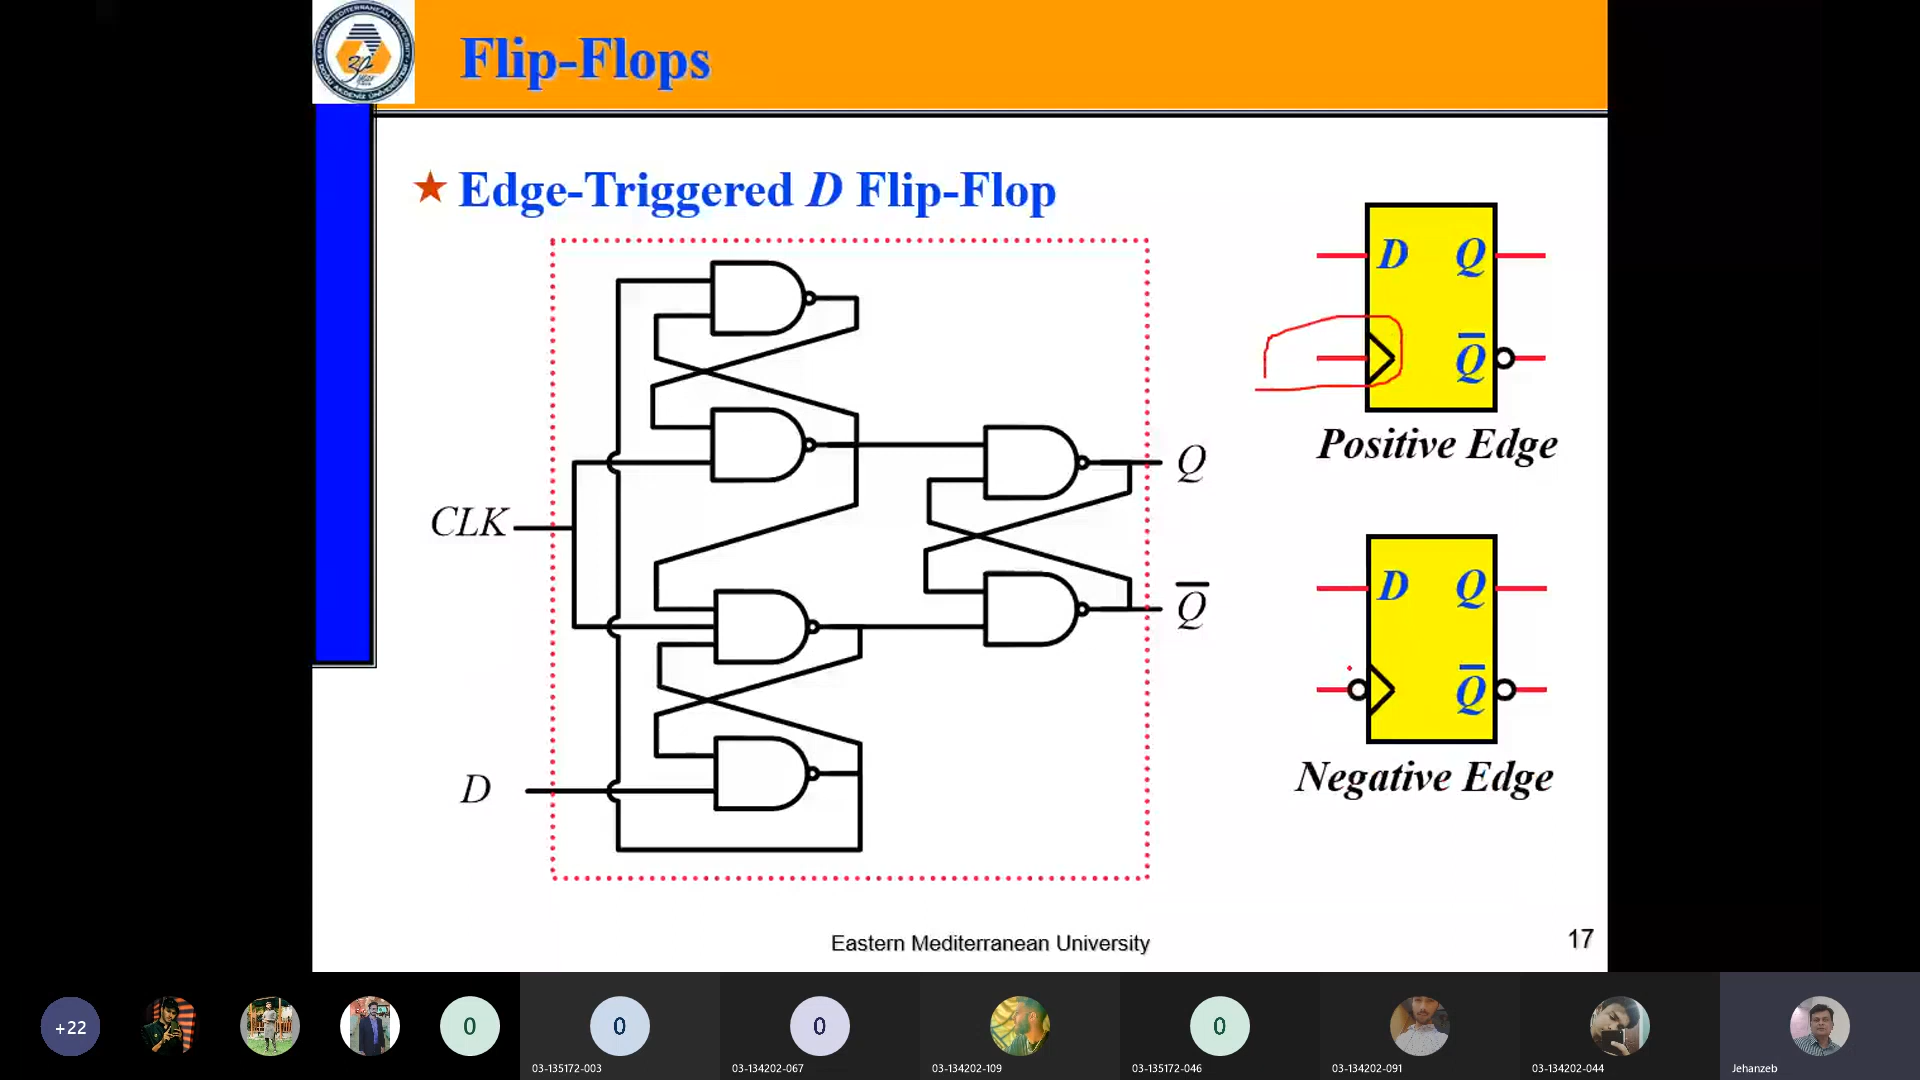 Flip-Flops
★ Edge-Triggered D Flip-Flop
D Q
Q̅
Positive Edge
CLK
Q
Q̅
D Q
Q̅
Negative Edge
D
Eastern Mediterranean University
17
+22
0
0
0
0
03-135172-003
03-134202-067
03-134202-109
03-135172-046
03-134202-091
03-134202-044
Jehanzeb